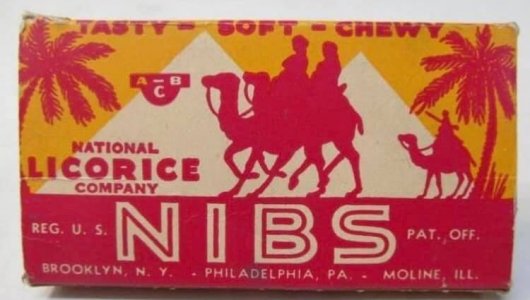 TASTY - SOFT - CHEWY
A - B
C
NATIONAL
LICORICE
COMPANY
REG. U. S. NIBS PAT. OFF.
BROOKLYN, N. Y. - PHILADELPHIA, PA. - MOLINE, ILL.